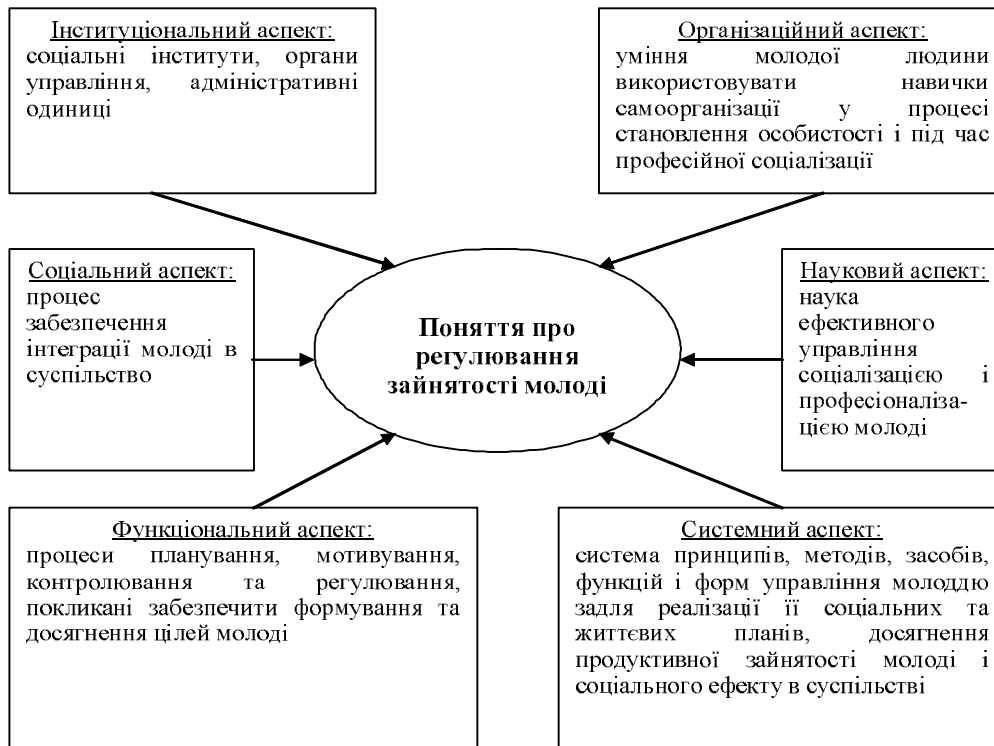 Інституціональний аспект:
соціальні інститути, органи
управління, адміністративні
одиниці
Організаційний аспект:
уміння молодої людини
використовувати навички
самоорганізації у процесі
становлення особистості і під час
професійної соціалізації
Соціальний аспект:
процес
забезпечення
інтеграції молоді в
суспільство
Поняття про
регулювання
зайнятості молоді
Науковий аспект:
наука
ефективного
управління
соціалізацією і
професіоналіза-
цією молоді
Функціональний аспект:
процеси планування, мотивування,
контролювання та регулювання,
покликані забезпечити формування та
досягнення цілей молоді
Системний аспект:
система принципів, методів, засобів,
функцій і форм управління молоддю
задля реалізації її соціальних та
життєвих планів, досягнення
продуктивної зайнятості молоді і
соціального ефекту в суспільстві